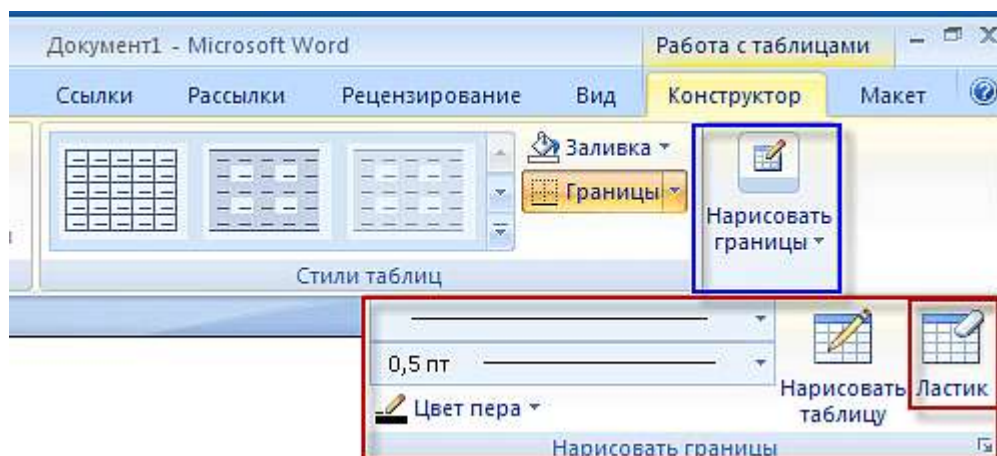 Документ1 - Microsoft Word
Работа с таблицами
Ссылки Рассылки Рецензирование Вид Конструктор Макет
Заливка
Границы
Нарисовать
границы
Стили таблиц
0,5 пт
Цвет пера
Нарисовать
таблицу
Ластик
Нарисовать границы